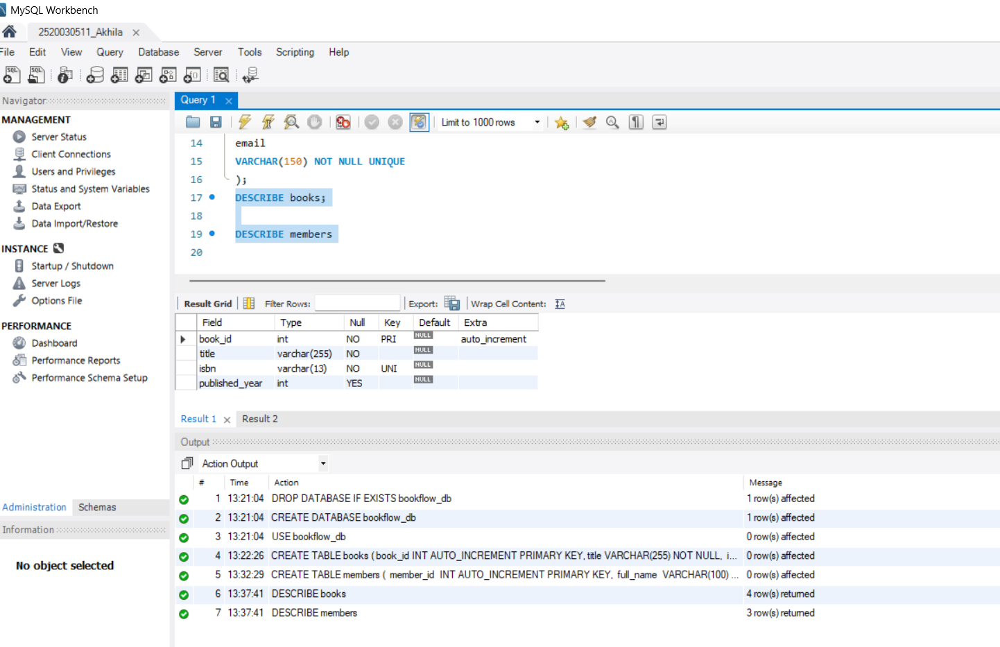 MySQL Workbench
2520030511_Akhila
File Edit View Query Database Server Tools Scripting Help
Navigator
MANAGEMENT
Server Status
Client Connections
Users and Privileges
Status and System Variables
Data Export
Data Import/Restore
INSTANCE
Startup / Shutdown
Server Logs
Options File
PERFORMANCE
Dashboard
Performance Reports
Performance Schema Setup
Administration Schemas
Information
No object selected
Query 1
Limit to 1000 rows
14 email
15 VARCHAR(150) NOT NULL UNIQUE
16 );
17 DESCRIBE books;
18
19 DESCRIBE members
20
Result Grid Filter Rows: Export: Wrap Cell Content:
Field Type Null Key Default Extra
book_id int NO PRI NULL auto_increment
title varchar(255) NO NULL
isbn varchar(13) NO UNI NULL
published_year int YES NULL
Result 1 Result 2
Output
Action Output
# Time Action Message
1 13:21:04 DROP DATABASE IF EXISTS bookflow_db 1 row(s) affected
2 13:21:04 CREATE DATABASE bookflow_db 1 row(s) affected
3 13:21:04 USE bookflow_db 0 row(s) affected
4 13:22:26 CREATE TABLE books ( book_id INT AUTO_INCREMENT PRIMARY KEY, title VARCHAR(255) NOT NULL, i... 0 row(s) affected
5 13:32:29 CREATE TABLE members ( member_id INT AUTO_INCREMENT PRIMARY KEY, full_name VARCHAR(100) ... 0 row(s) affected
6 13:37:41 DESCRIBE books 4 row(s) returned
7 13:37:41 DESCRIBE members 3 row(s) returned